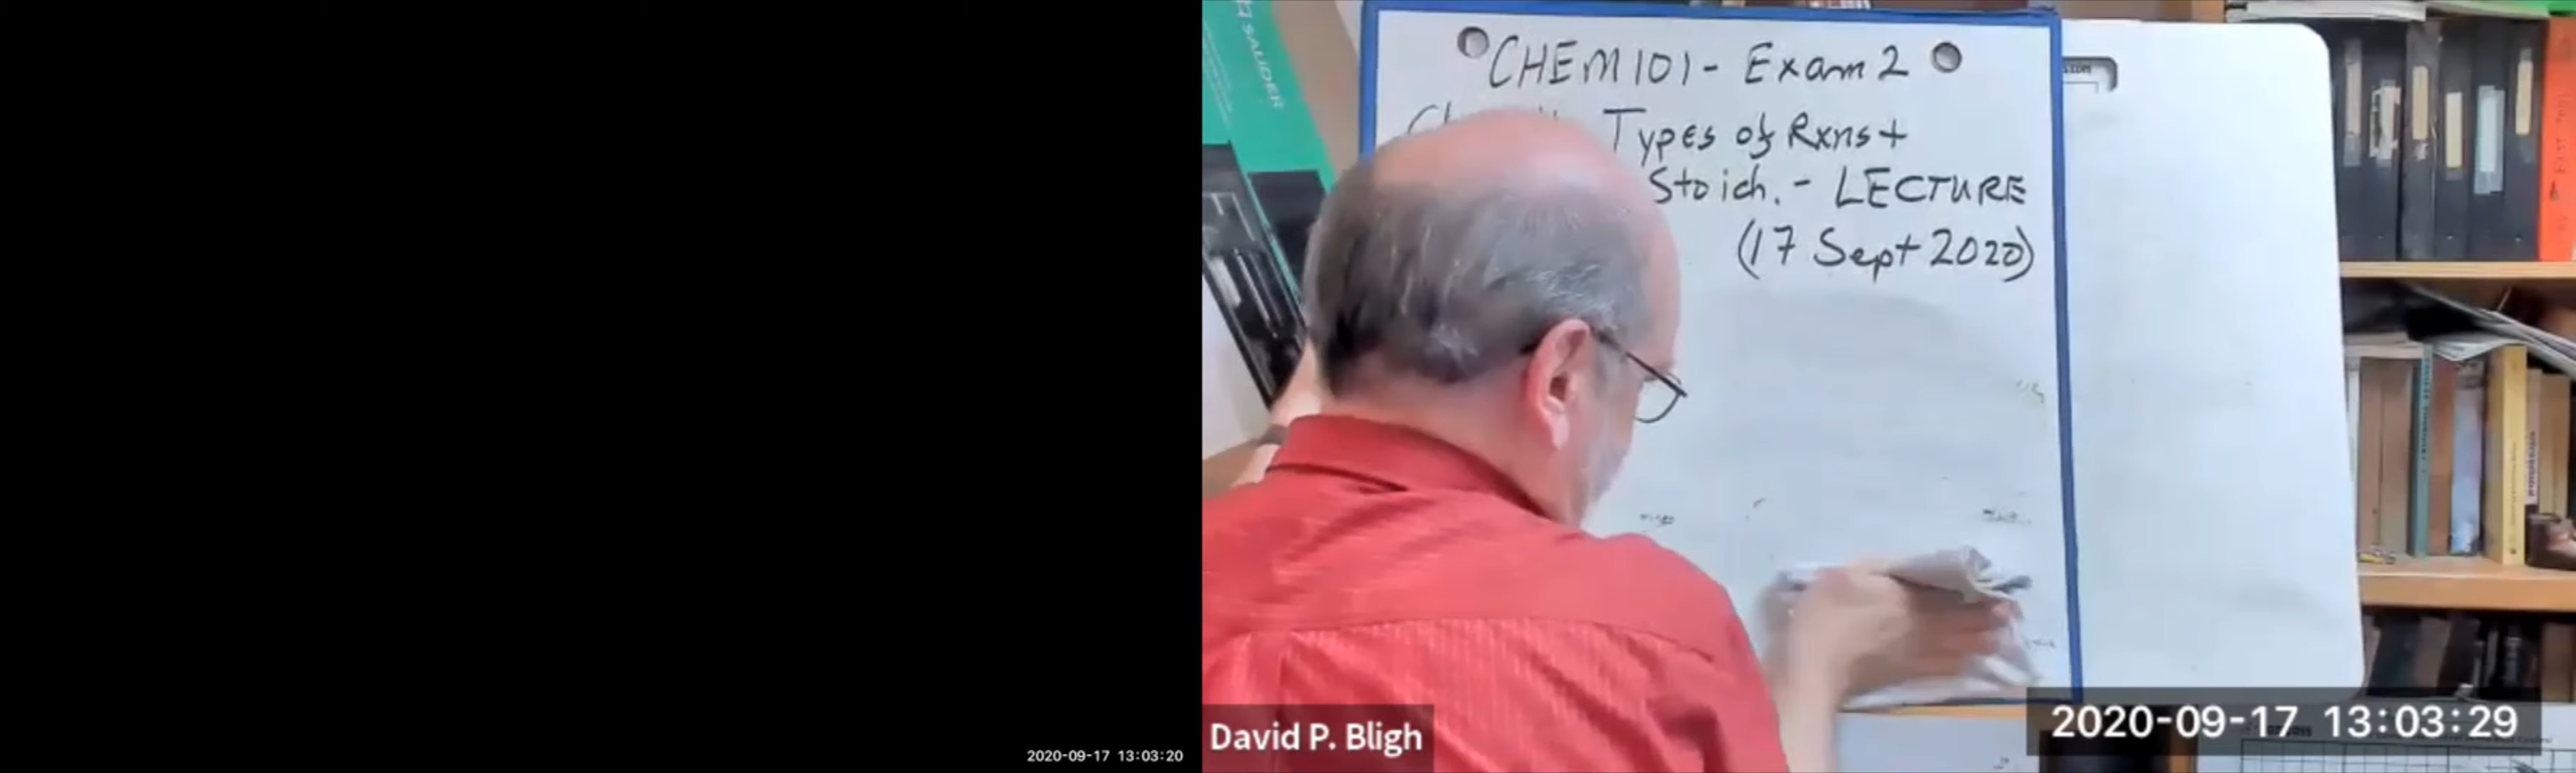 SAUDER
CHEM 101 - Exam 2
Types of Rxns +
Stoich. - LECTURE
(17 Sept 2020)
David P. Bligh
2020-09-17 13:03:20
2020-09-17 13:03:29